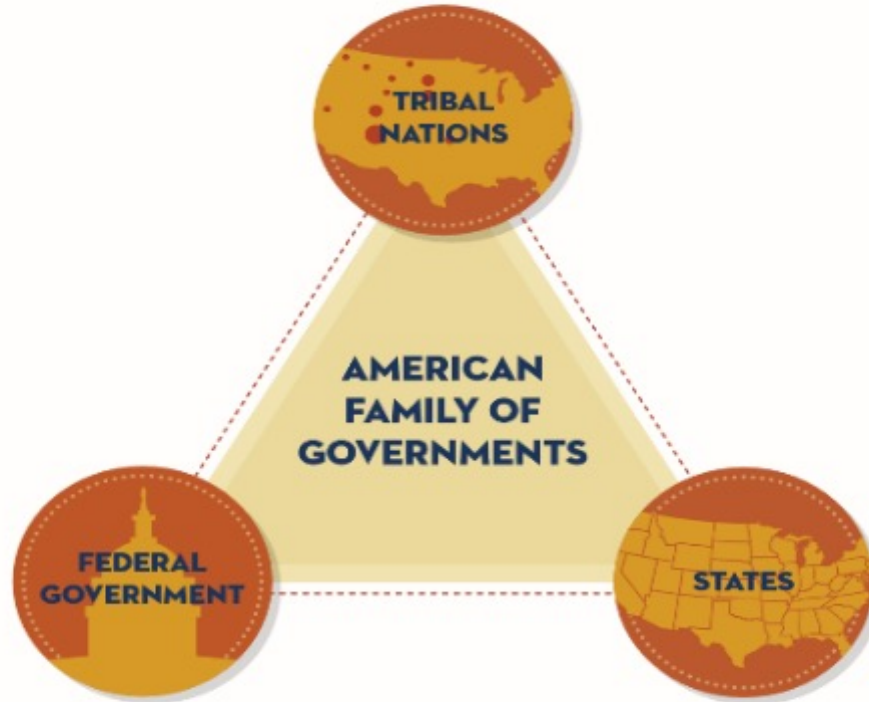 TRIBAL
NATIONS
AMERICAN
FAMILY OF
GOVERNMENTS
FEDERAL
GOVERNMENT
STATES